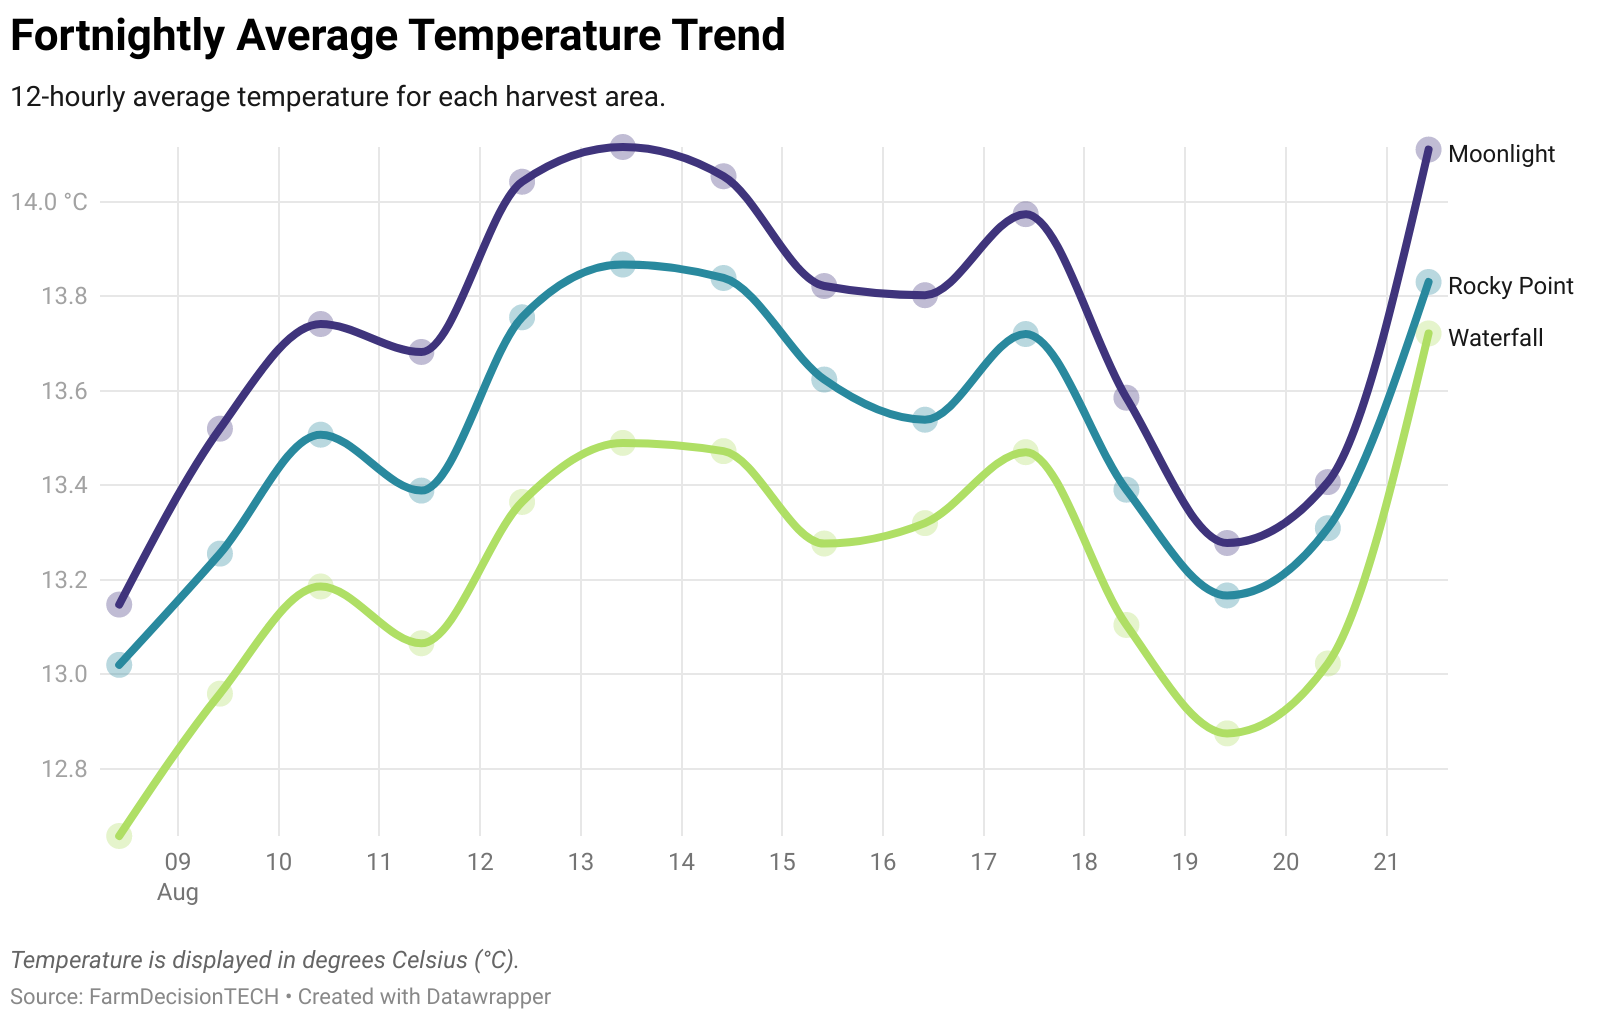 Fortnightly Average Temperature Trend
12-hourly average temperature for each harvest area.
Moonlight
14.0 °C
Rocky Point
13.8
Waterfall
13.6
13.4
13.2
13.0
12.8
09 10 11 12 13 14 15 16 17 18 19 20 21
Aug
Temperature is displayed in degrees Celsius (°C).
Source: FarmDecisionTECH • Created with Datawrapper